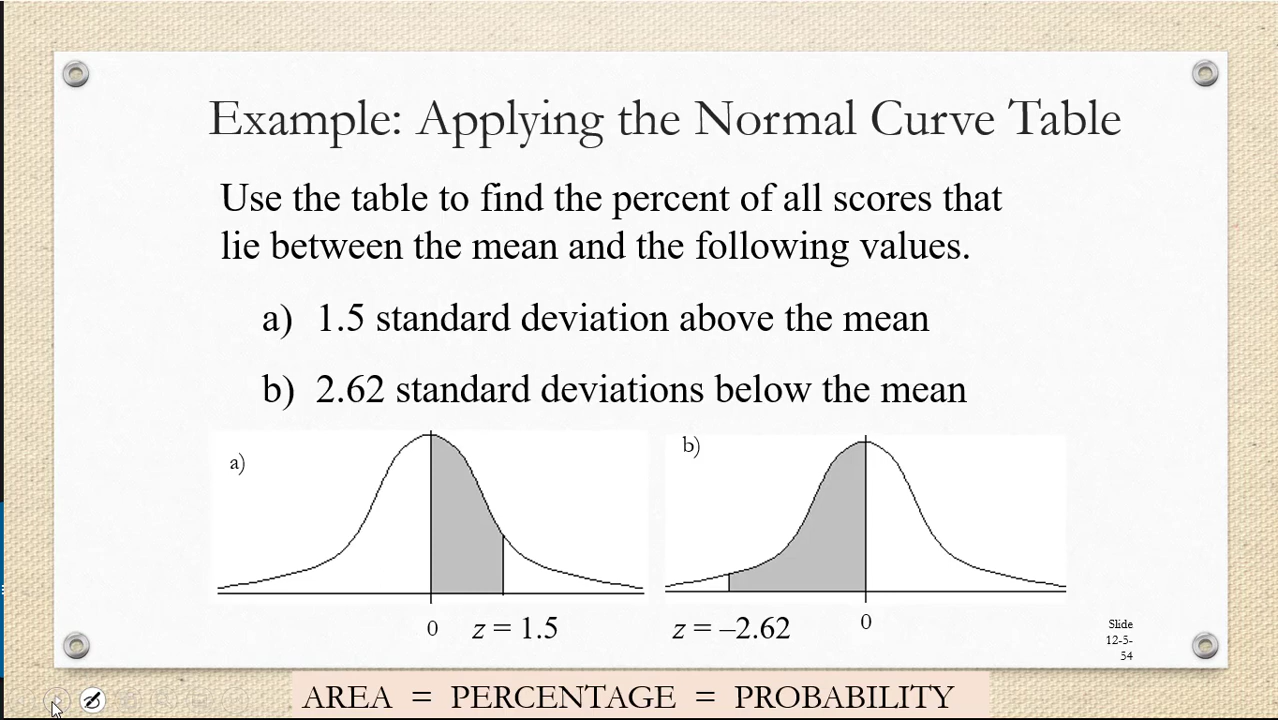 Example: Applying the Normal Curve Table
Use the table to find the percent of all scores that
lie between the mean and the following values.
a) 1.5 standard deviation above the mean
b) 2.62 standard deviations below the mean
a)
b)
0 z = 1.5
z = –2.62 0
Slide
12-5-
54
AREA = PERCENTAGE = PROBABILITY